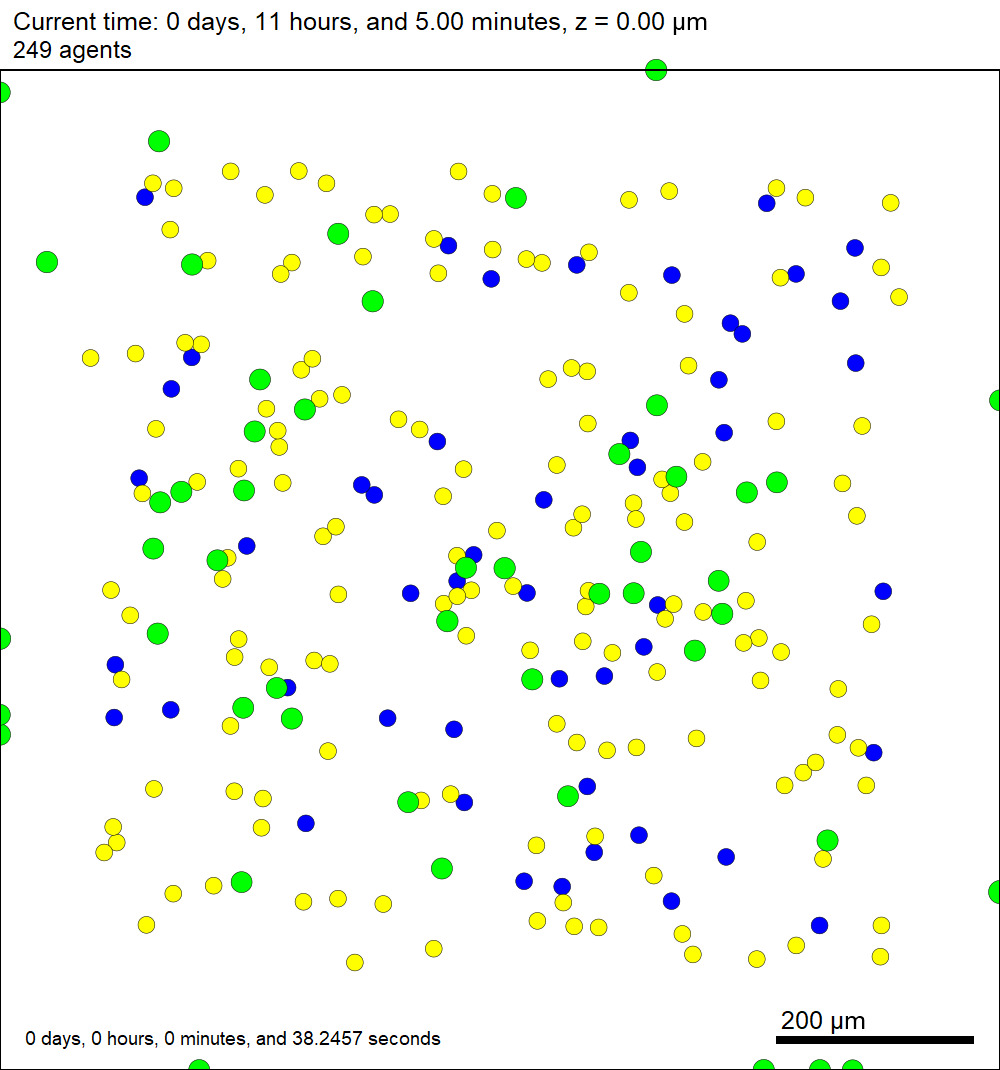 Current time: 0 days, 11 hours, and 5.00 minutes, z = 0.00 µm
249 agents
200 µm
0 days, 0 hours, 0 minutes, and 38.2457 seconds